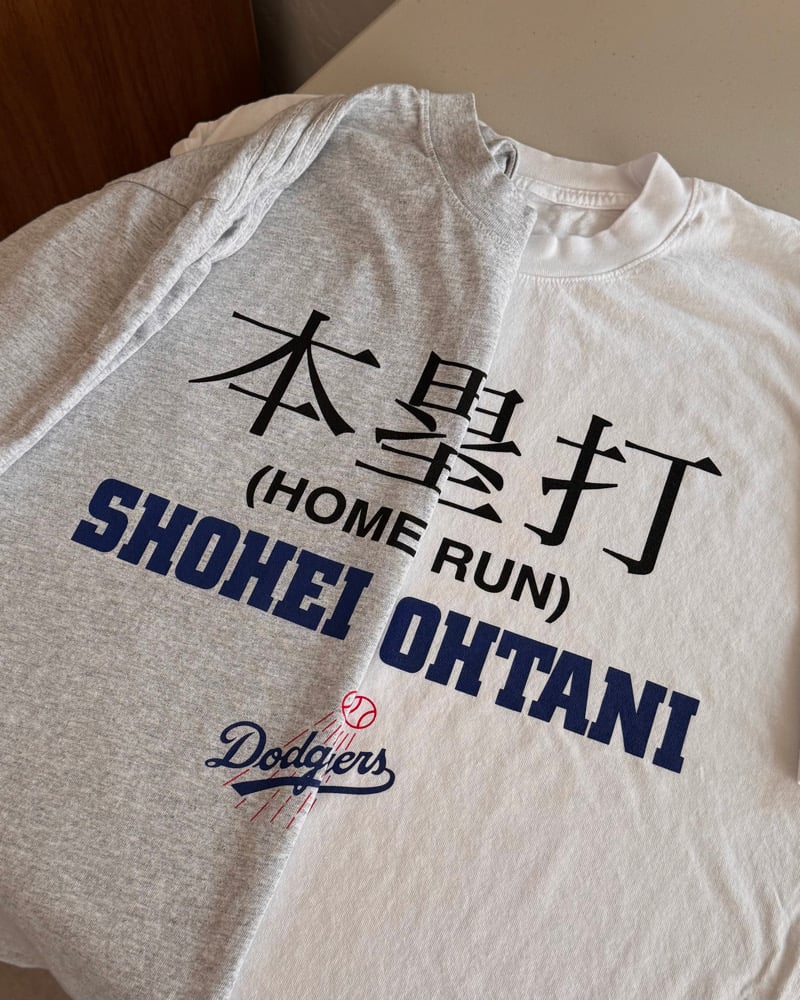 本塁打
(HOME RUN)
SHOHEI OHTANI
Dodgers